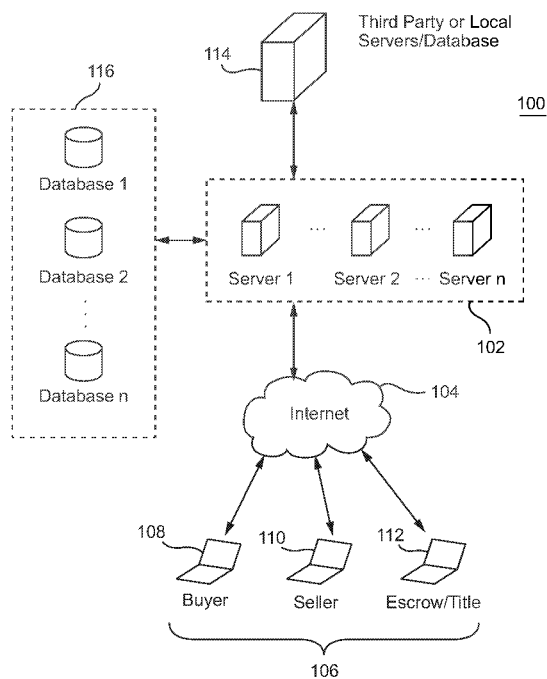 Third Party or Local
Servers/Database
114
116
100
Database 1
Database 2
Database n
Server 1
Server 2
Server n
102
104
Internet
108
110
112
Buyer
Seller
Escrow/Title
106